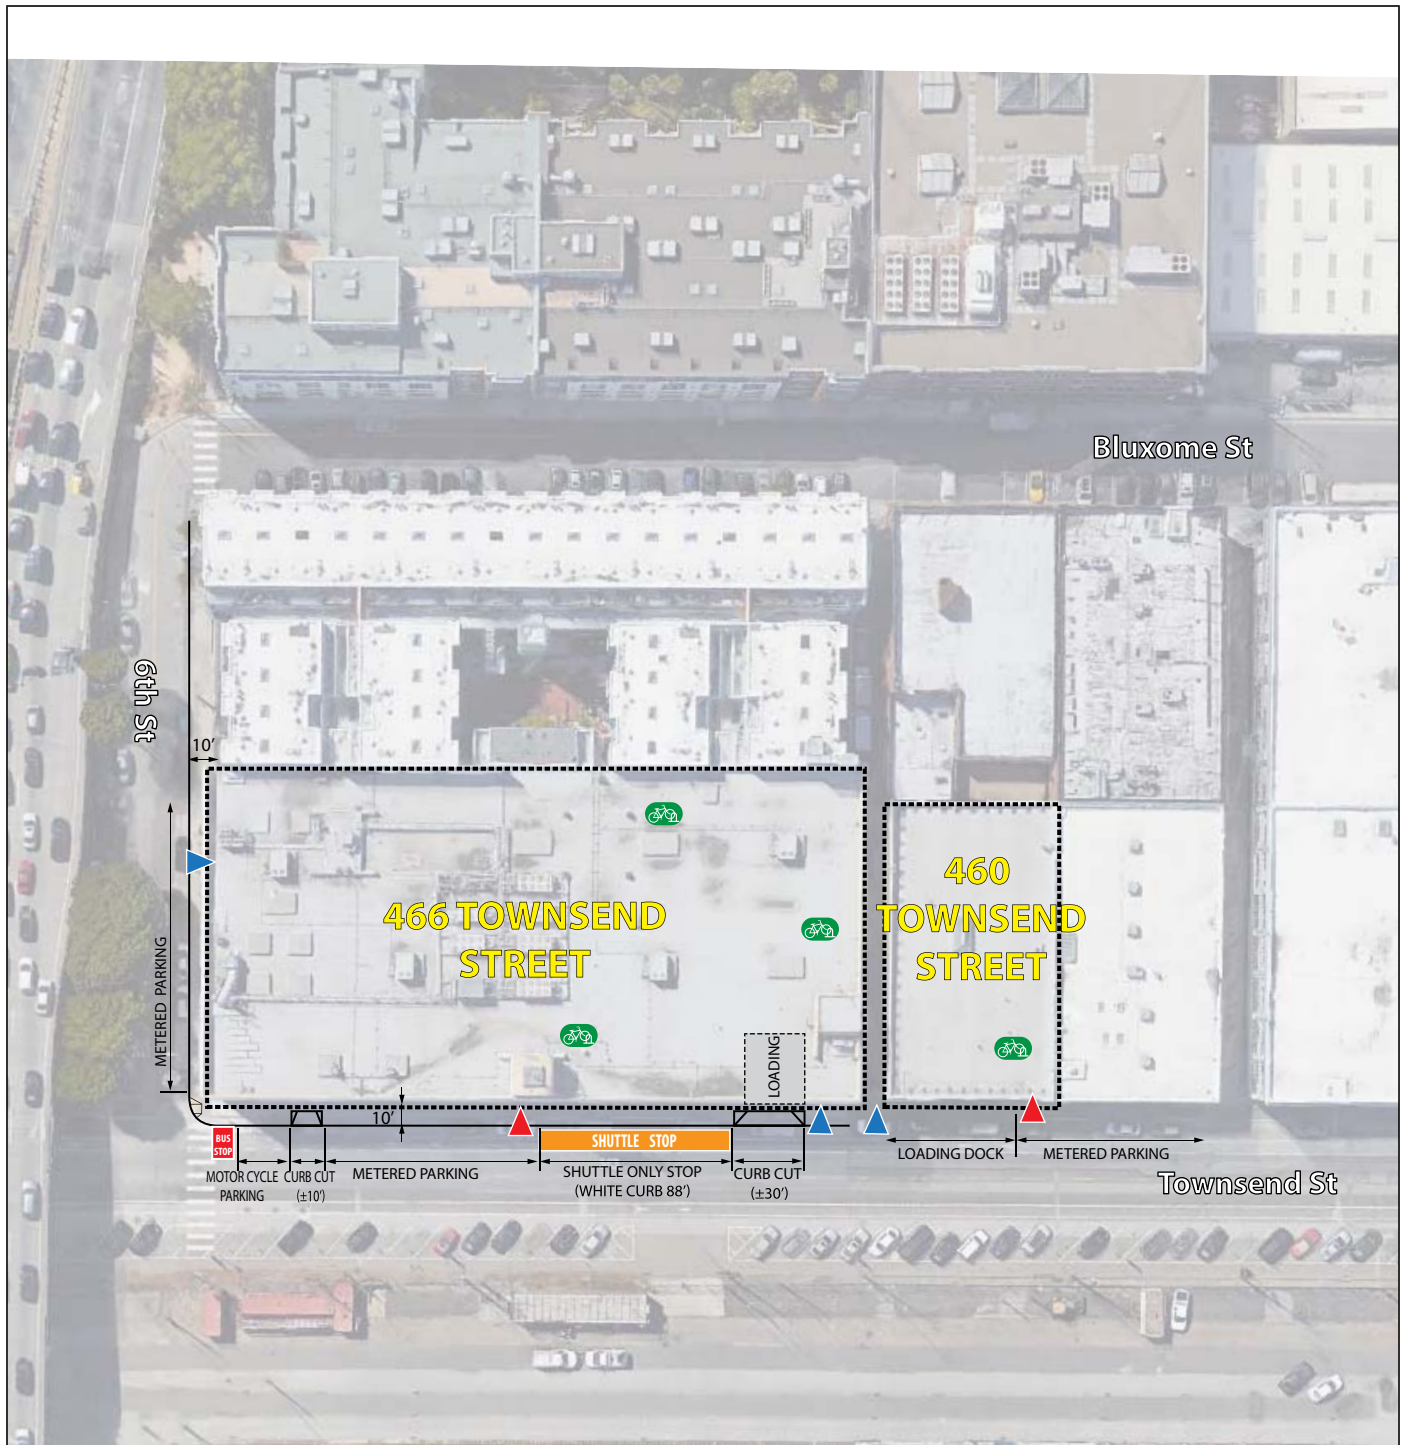 Bluxome St
6th St
10'
METERED PARKING
466 TOWNSEND
STREET
460
TOWNSEND
STREET
LOADING
10'
BUS
STOP
SHUTTLE STOP
MOTOR CYCLE
PARKING
CURB CUT
(±10')
METERED PARKING
SHUTTLE ONLY STOP
(WHITE CURB 88')
CURB CUT
(±30')
LOADING DOCK
METERED PARKING
Townsend St